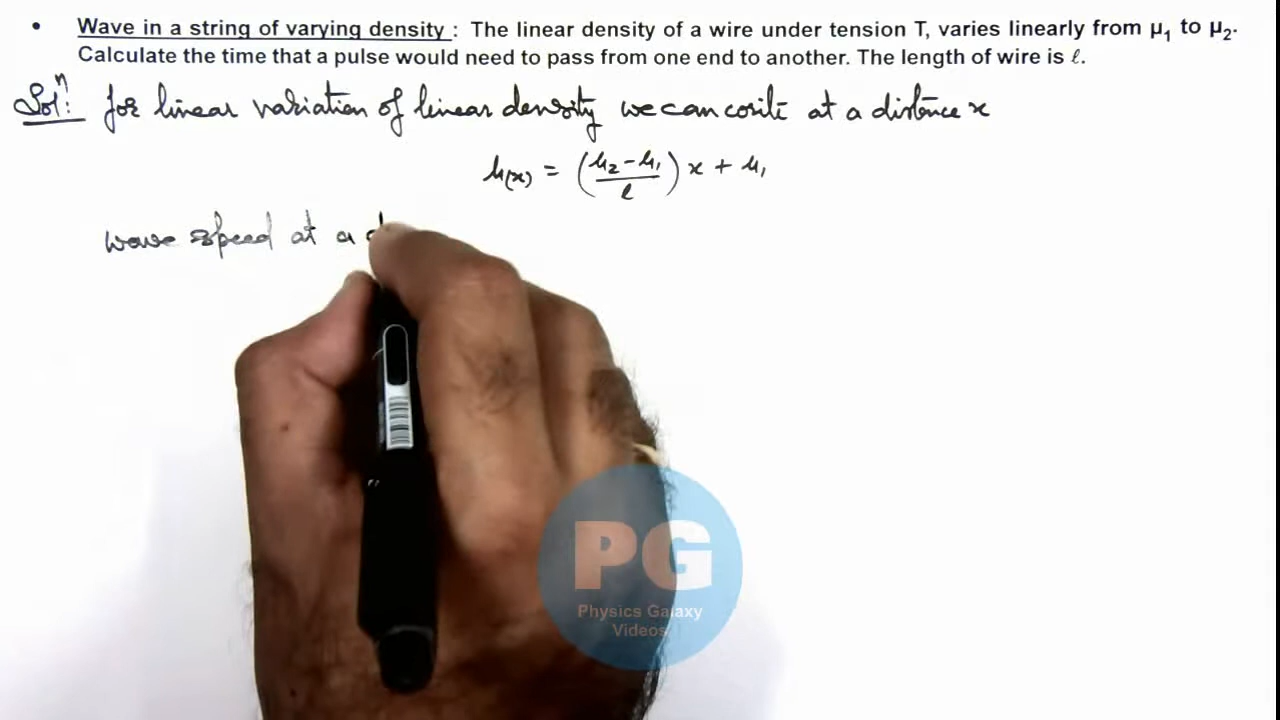 • Wave in a string of varying density : The linear density of a wire under tension T, varies linearly from μ₁ to μ₂.
Calculate the time that a pulse would need to pass from one end to another. The length of wire is ℓ.
Solⁿ: for linear variation of linear density we can write at a distance x
μ(x) = (μ₂-μ₁/l) x + μ₁
wave speed at a d
PG
Physics Galaxy
Videos